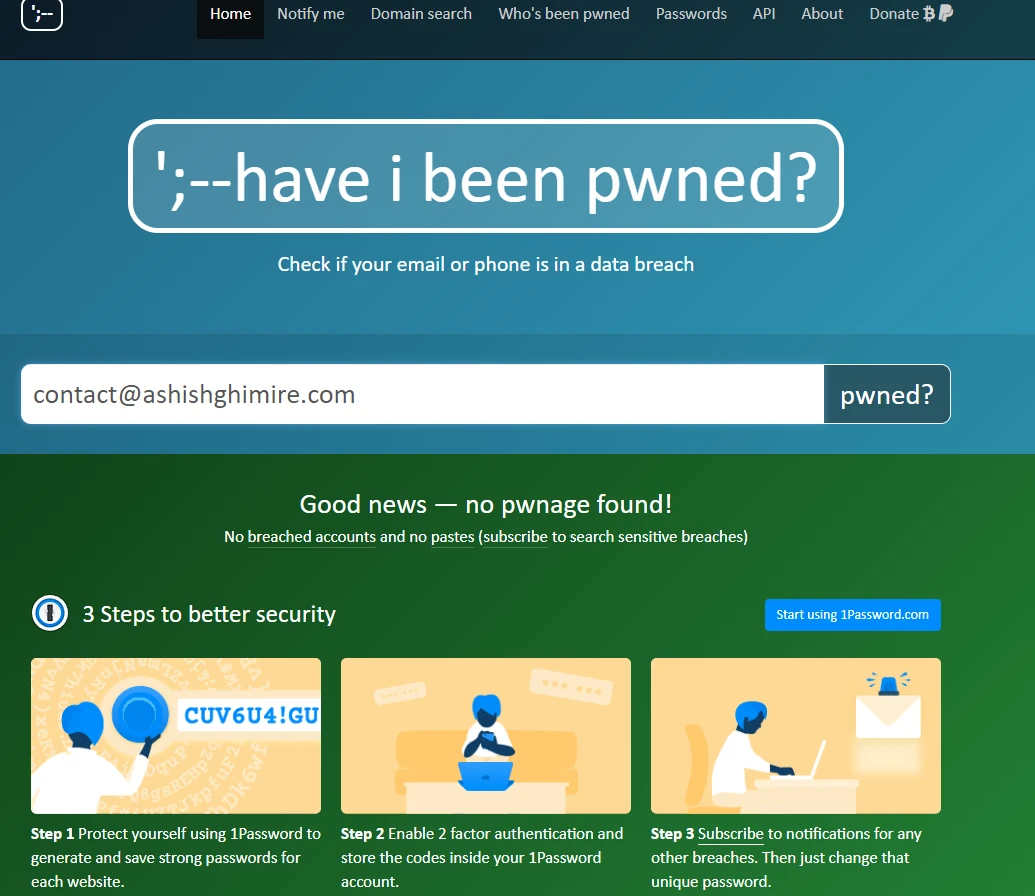 ';--
Home Notify me Domain search Who's been pwned Passwords API About Donate
';--have i been pwned?
Check if your email or phone is in a data breach
contact@ashishghimire.com pwned?
Good news — no pwnage found!
No breached accounts and no pastes (subscribe to search sensitive breaches)
3 Steps to better security Start using 1Password.com
CUV6U4!GU
Step 1 Protect yourself using 1Password to
generate and save strong passwords for
each website.
Step 2 Enable 2 factor authentication and
store the codes inside your 1Password
account.
Step 3 Subscribe to notifications for any
other breaches. Then just change that
unique password.